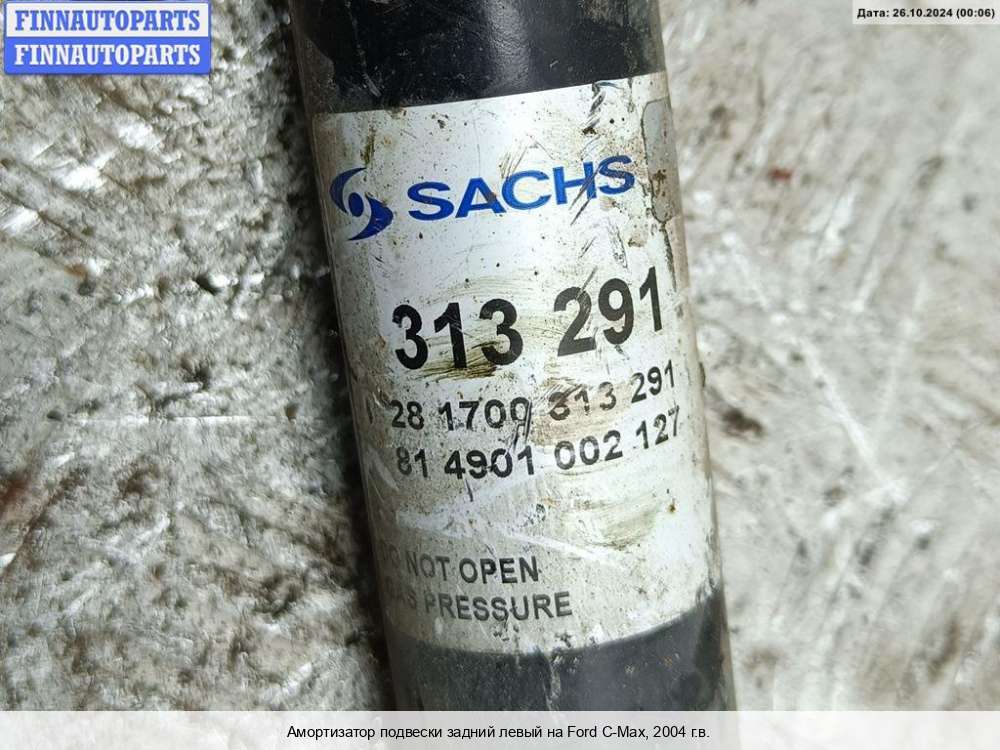 FINNAUTOPARTS
FINNAUTOPARTS
Дата: 26.10.2024 (00:06)
SACHS
313 291
28 1700 313 291
81 4901 002 127
NOT OPEN
PRESSURE
Амортизатор подвески задний левый на Ford C-Max, 2004 г.в.